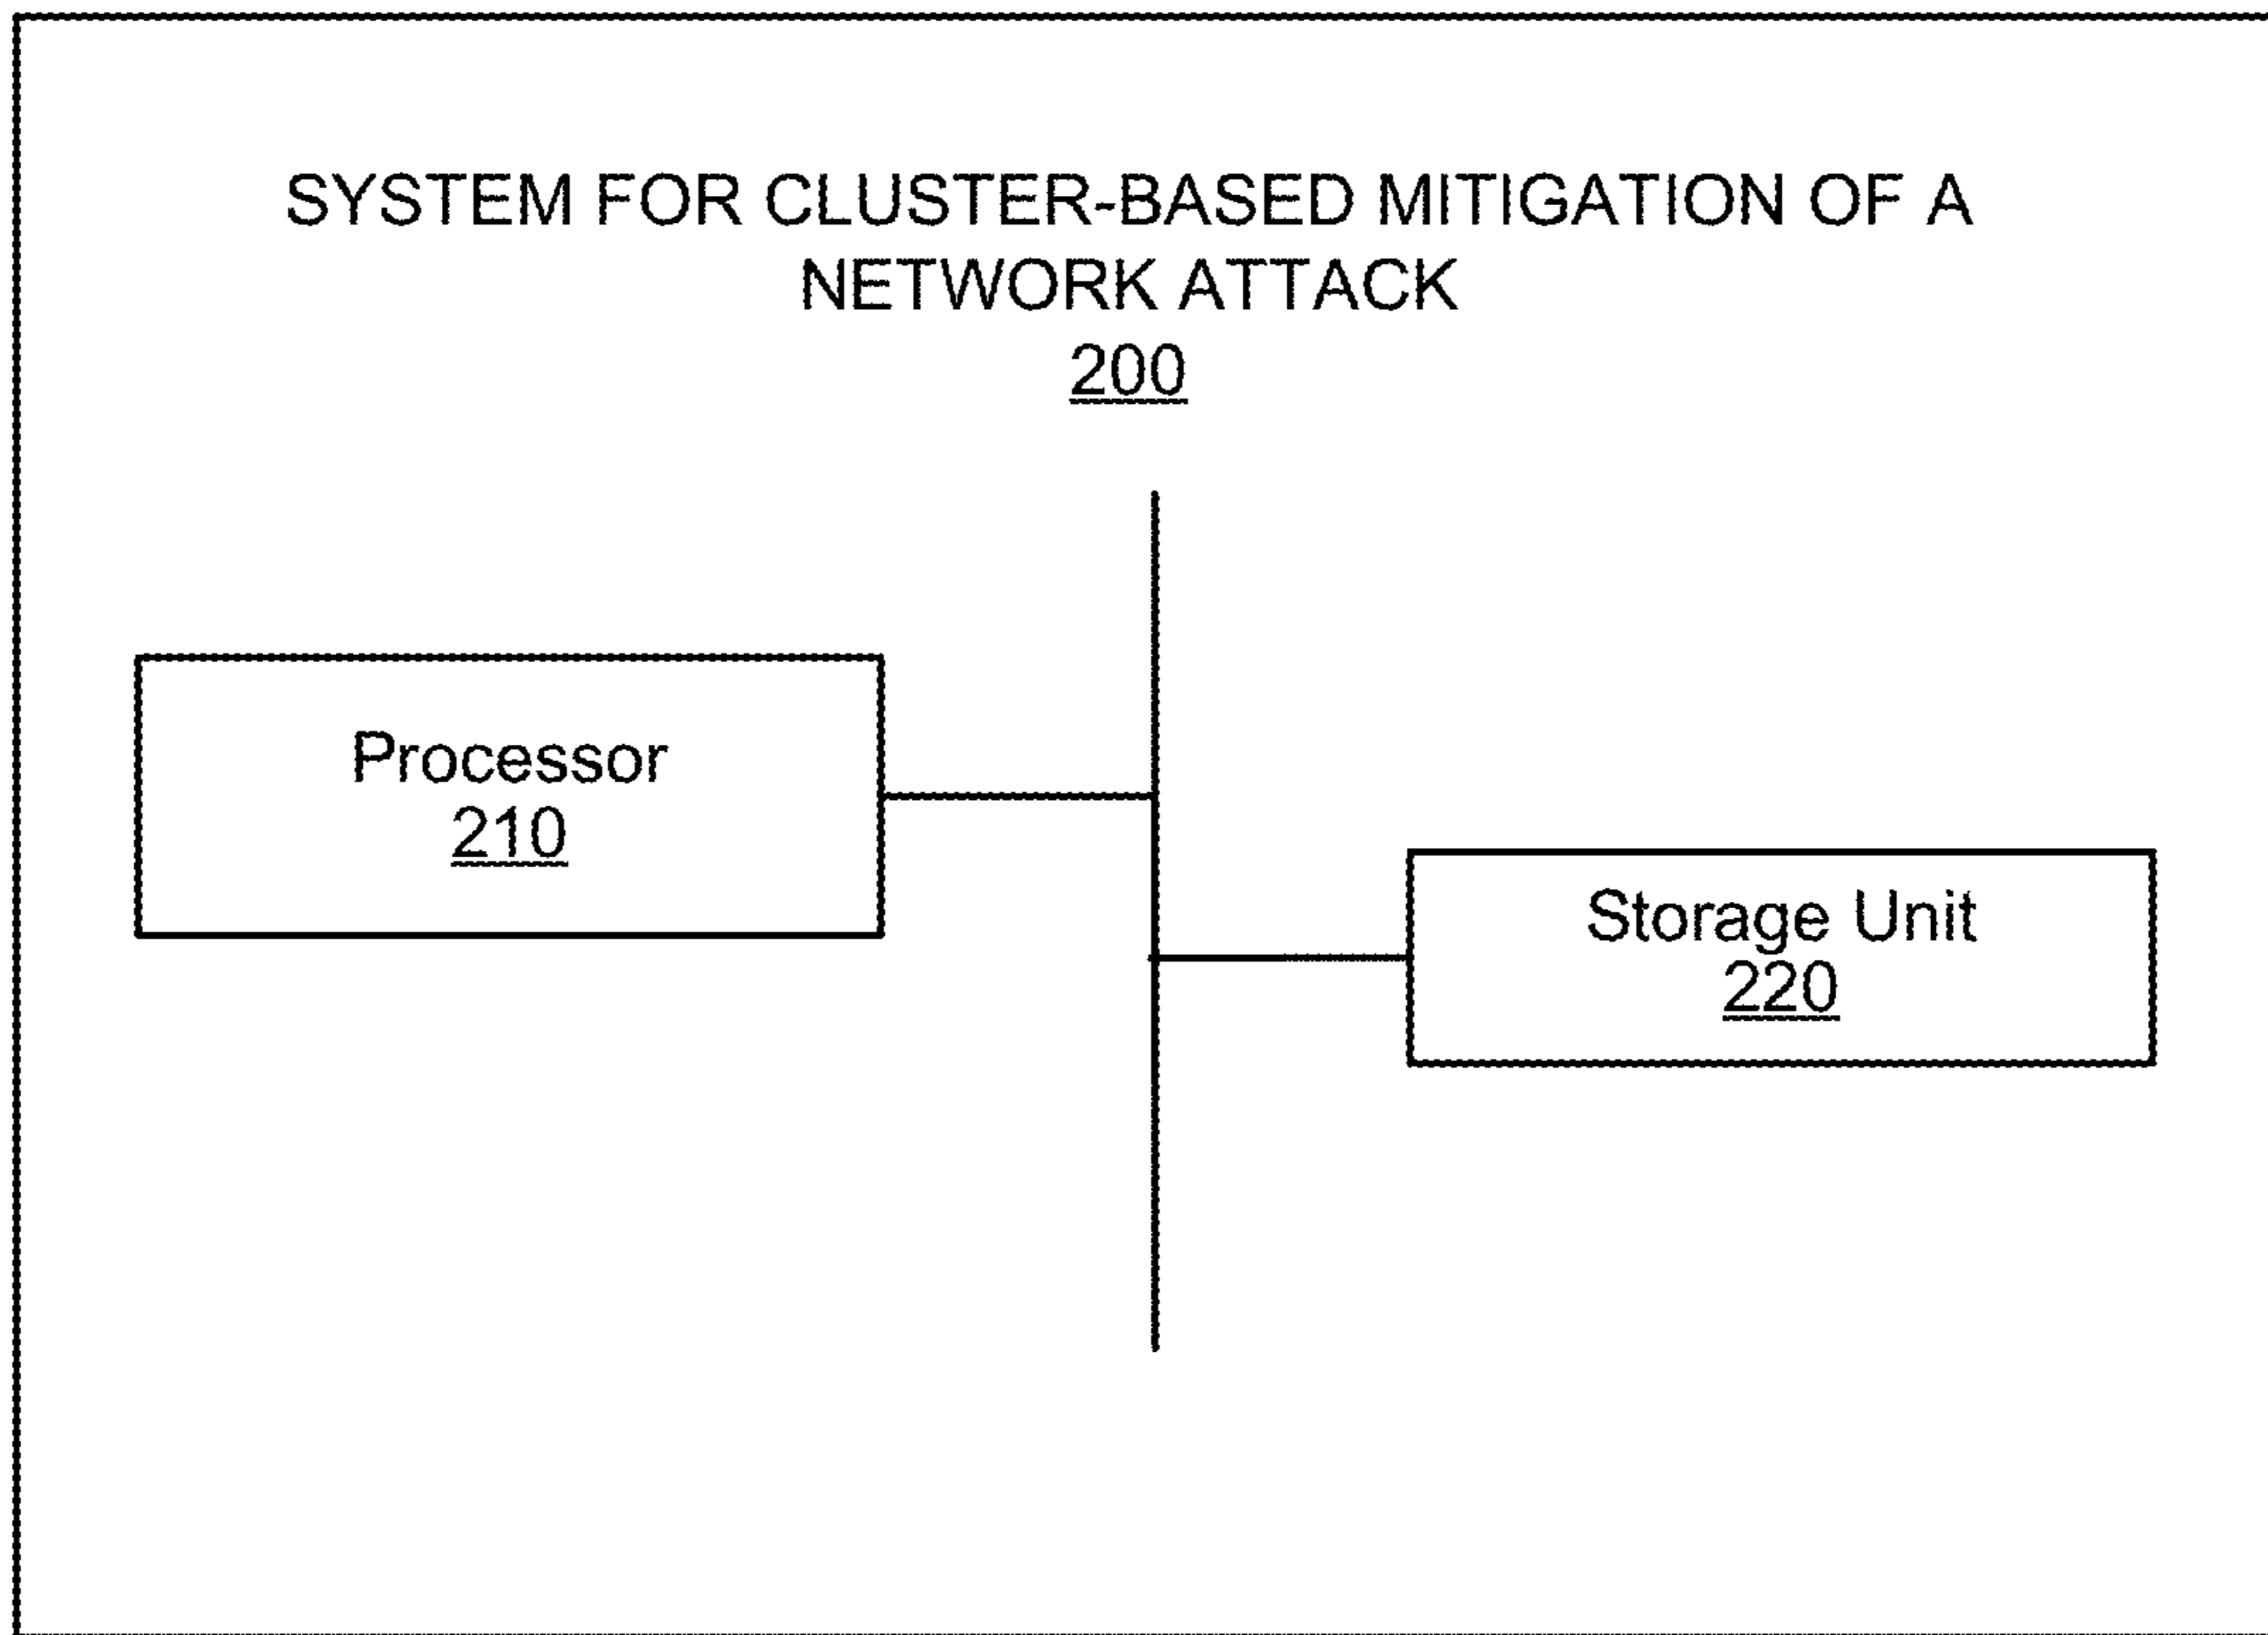 SYSTEM FOR CLUSTER-BASED MITIGATION OF A
NETWORK ATTACK
200
Processor
210
Storage Unit
220